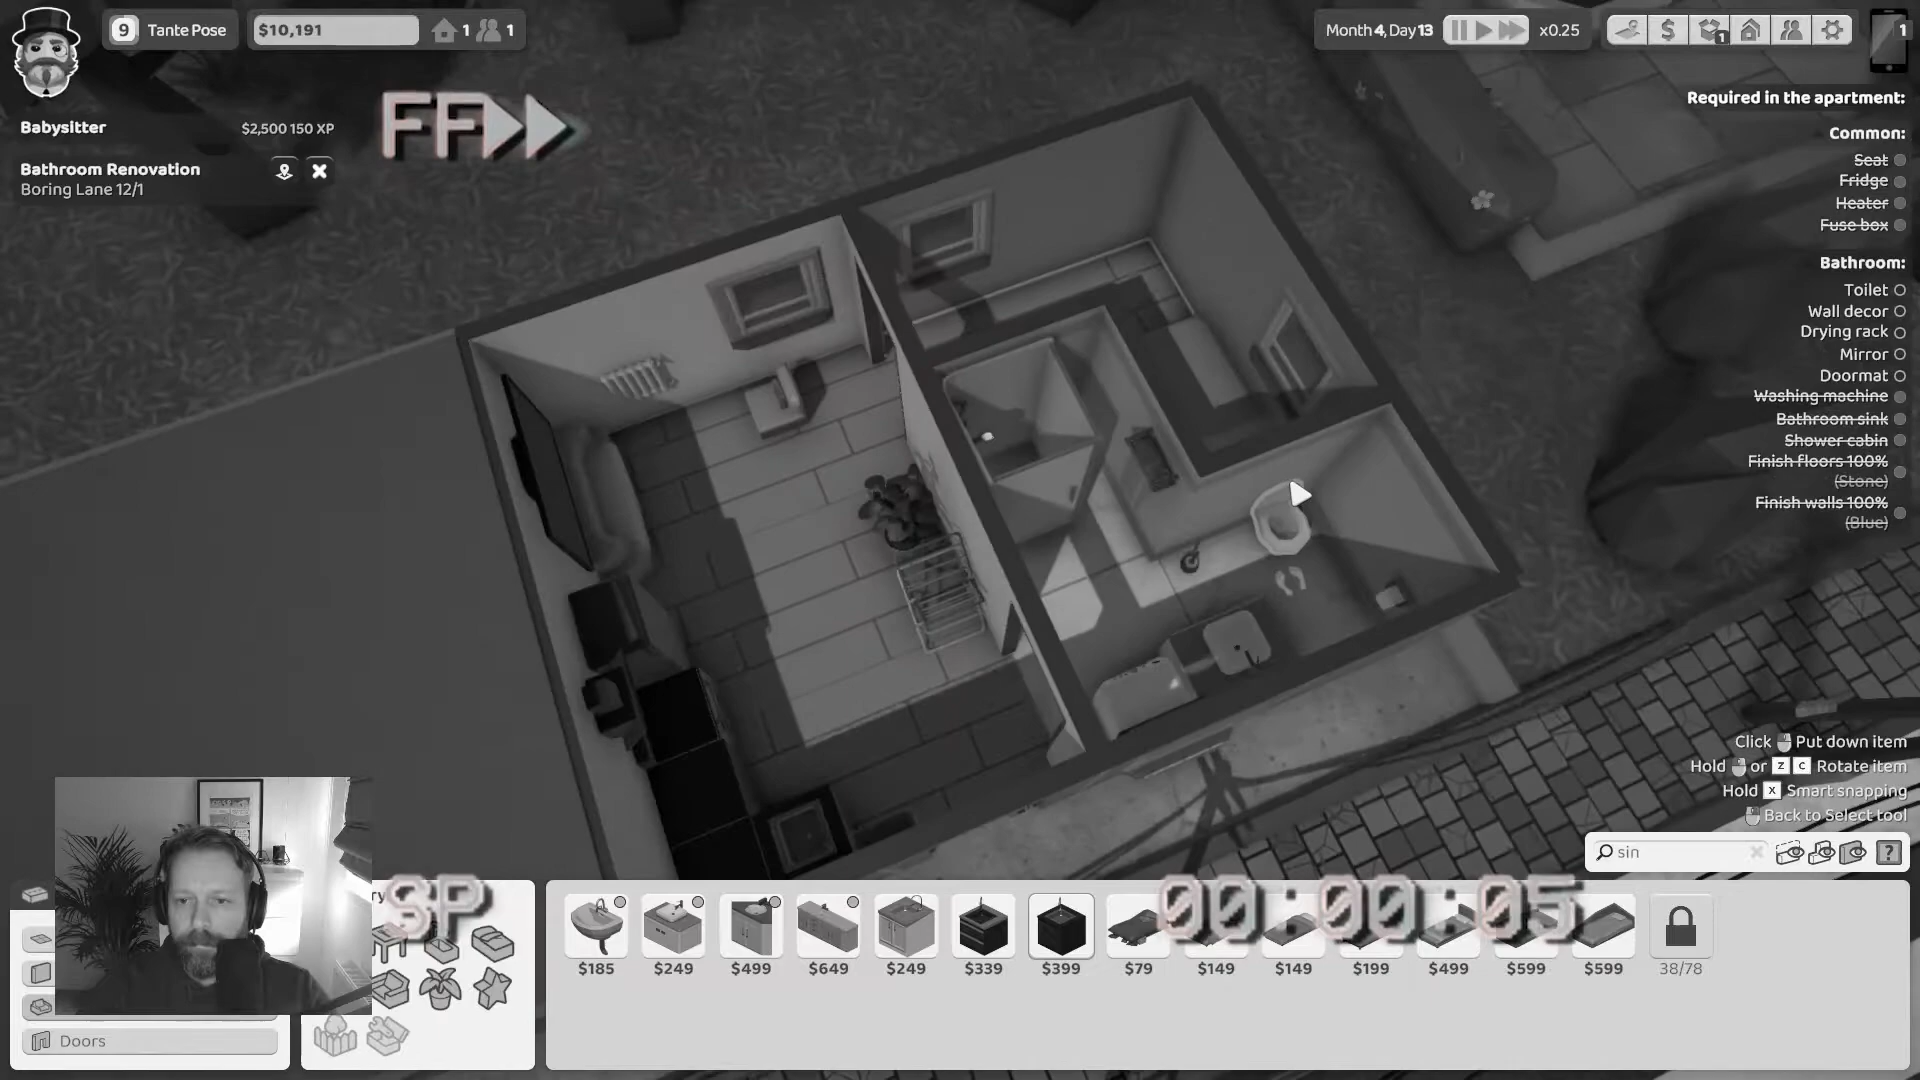 9 Tante Pose
$10,191
1
1
Month 4, Day 13
x0.25
1
1
FF
Babysitter
$2,500 150 XP
Bathroom Renovation
Boring Lane 12/1
Required in the apartment:
Common:
Seat
Fridge
Heater
Fuse box
Bathroom:
Toilet
Wall decor
Drying rack
Mirror
Doormat
Washing machine
Bathroom sink
Shower cabin
Finish floors 100%
(Stone)
Finish walls 100%
(Blue)
Click Put down item
Hold or Z C Rotate item
Hold X Smart snapping
Back to Select tool
sin
?
SP
00:00:05
$185
$249
$499
$649
$249
$339
$399
$79
$149
$149
$199
$499
$599
$599
38/78
Doors